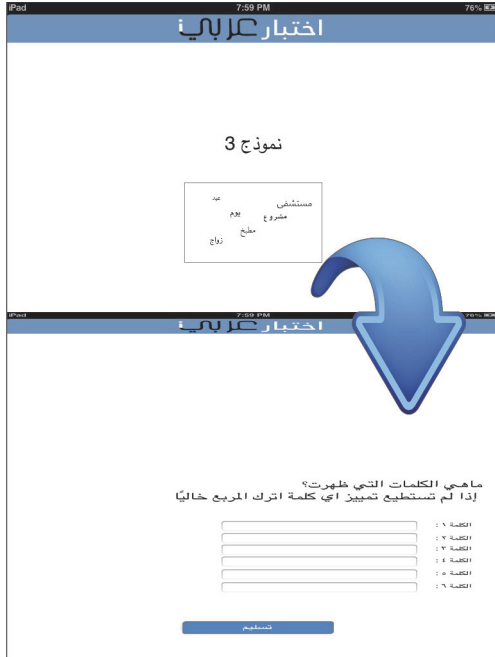 iPad 7:59 PM 76%
اختبار عربي i
نموذج 3
عيد
مستشفى
يوم
مشروع
مطبخ
زواج
iPad 7:59 PM 76%
اختبار عربي i
ماهي الكلمات التي ظهرت؟
إذا لم تستطيع تمييز اي كلمة اترك المربع خاليًا
الكلمة ١ :
الكلمة ٢ :
الكلمة ٣ :
الكلمة ٤ :
الكلمة ٥ :
الكلمة ٦ :
تسليم